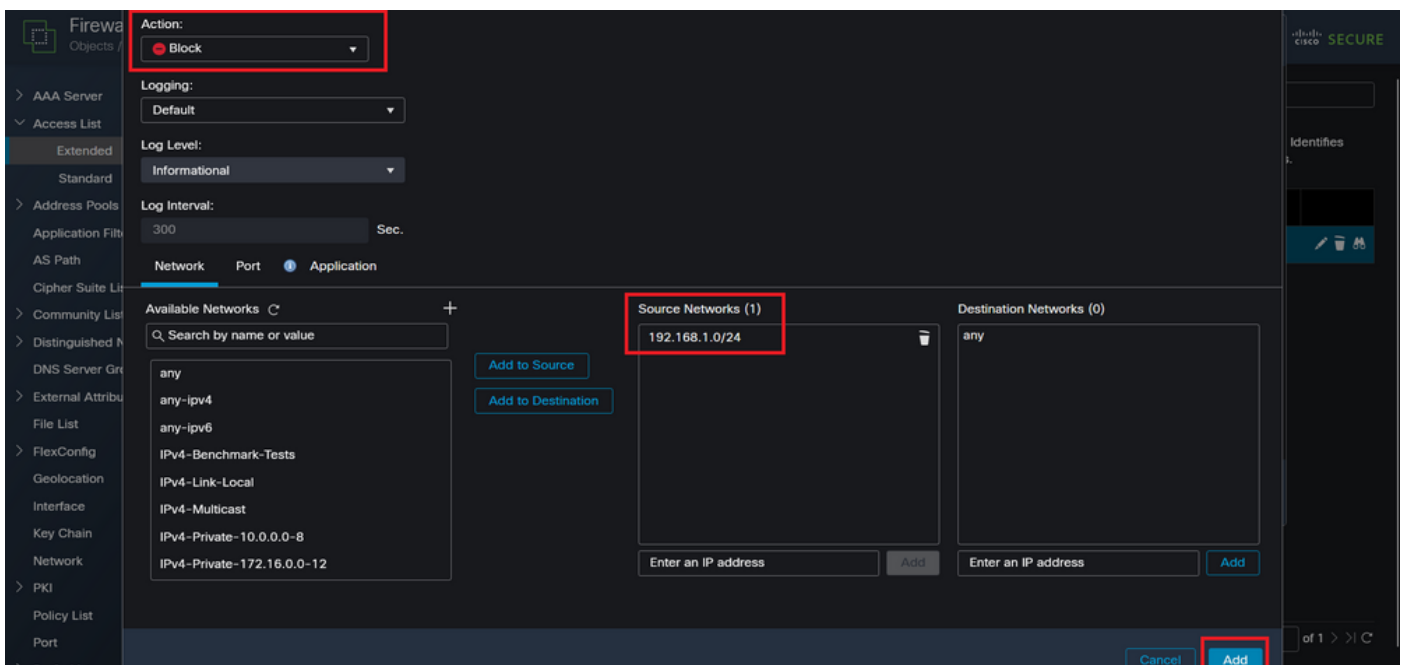 Firewa
Objects /
cisco SECURE
AAA Server
Access List
Extended
Standard
Address Pools
Application Filt
AS Path
Cipher Suite Lis
Community List
Distinguished N
DNS Server Gro
External Attribu
File List
FlexConfig
Geolocation
Interface
Key Chain
Network
PKI
Policy List
Port
Action:
Block
Logging:
Default
Log Level:
Informational
Log Interval:
300 Sec.
Network Port Application
Available Networks
Search by name or value
any
any-ipv4
any-ipv6
IPv4-Benchmark-Tests
IPv4-Link-Local
IPv4-Multicast
IPv4-Private-10.0.0.0-8
IPv4-Private-172.16.0.0-12
Add to Source
Add to Destination
Source Networks (1)
192.168.1.0/24
Enter an IP address Add
Destination Networks (0)
any
Enter an IP address Add
Cancel Add
Identifies
of 1